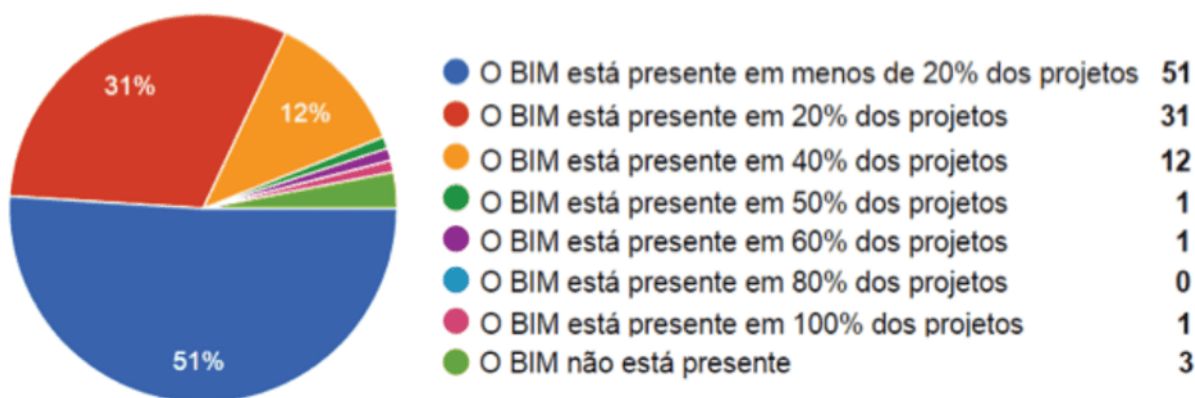 31%
12%
51%
O BIM está presente em menos de 20% dos projetos 51
O BIM está presente em 20% dos projetos 31
O BIM está presente em 40% dos projetos 12
O BIM está presente em 50% dos projetos 1
O BIM está presente em 60% dos projetos 1
O BIM está presente em 80% dos projetos 0
O BIM está presente em 100% dos projetos 1
O BIM não está presente 3